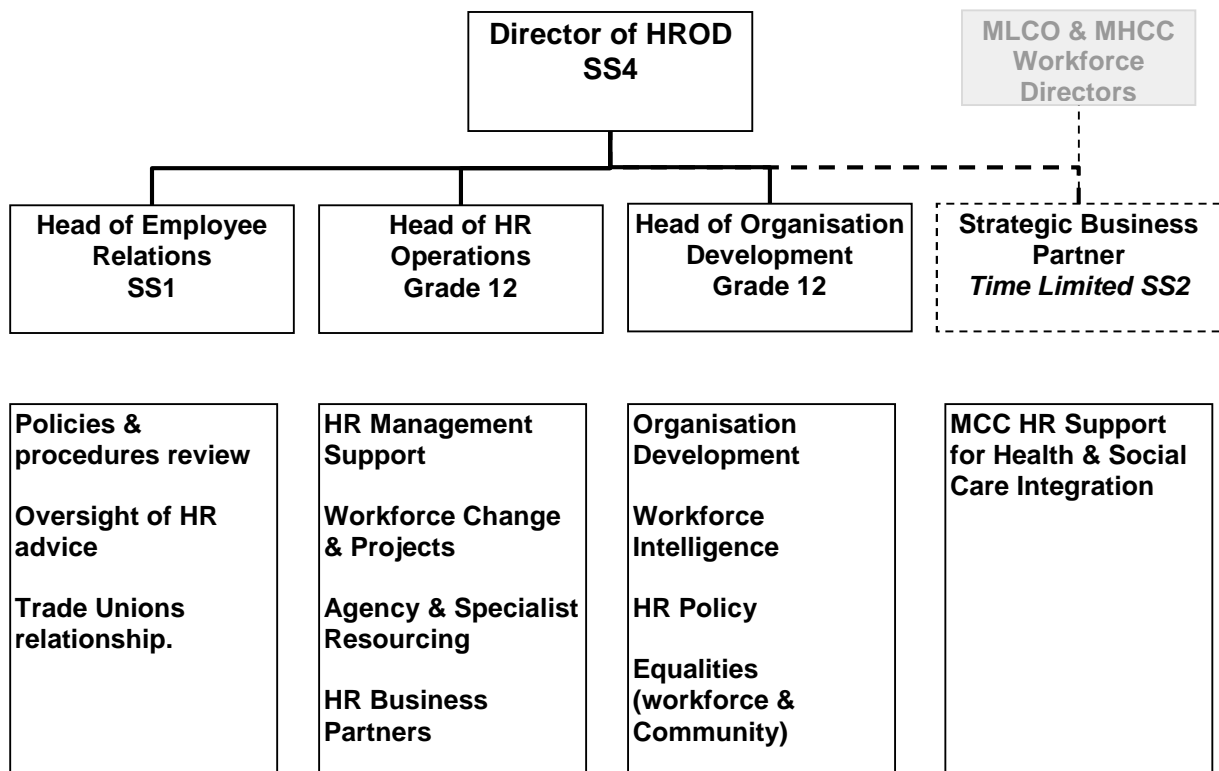 Director of HROD
SS4
MLCO & MHCC
Workforce
Directors
Head of Employee
Relations
SS1
Head of HR
Operations
Grade 12
Head of Organisation
Development
Grade 12
Strategic Business
Partner
Time Limited SS2
Policies &
procedures review
Oversight of HR
advice
Trade Unions
relationship.
HR Management
Support
Workforce Change
& Projects
Agency & Specialist
Resourcing
HR Business
Partners
Organisation
Development
Workforce
Intelligence
HR Policy
Equalities
(workforce &
Community)
MCC HR Support
for Health & Social
Care Integration